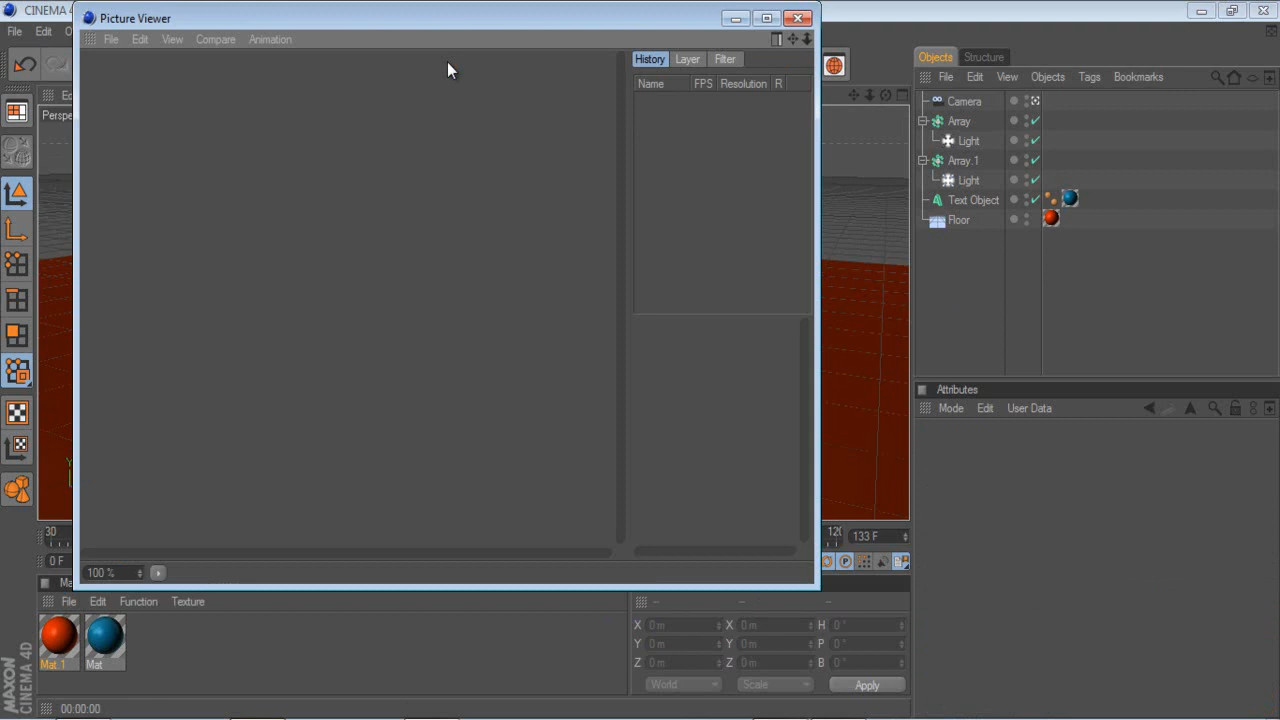 CINEMA 4
Picture Viewer
File
File Edit View Compare Animation
History Layer Filter
Name FPS Resolution R
Perspe
Objects Structure
File Edit View Objects Tags Bookmarks
Camera
Array
Light
Array.1
Light
Text Object
Floor
Attributes
Mode Edit User Data
Y
30
120
133 F
0 F
100 %
Ma
File Edit Function Texture
Mat.1
Mat
-- -- --
X 0 m X 0 m H 0 °
Y 0 m Y 0 m P 0 °
Z 0 m Z 0 m B 0 °
World Scale Apply
MAXON
CINEMA 4D
00:00:00